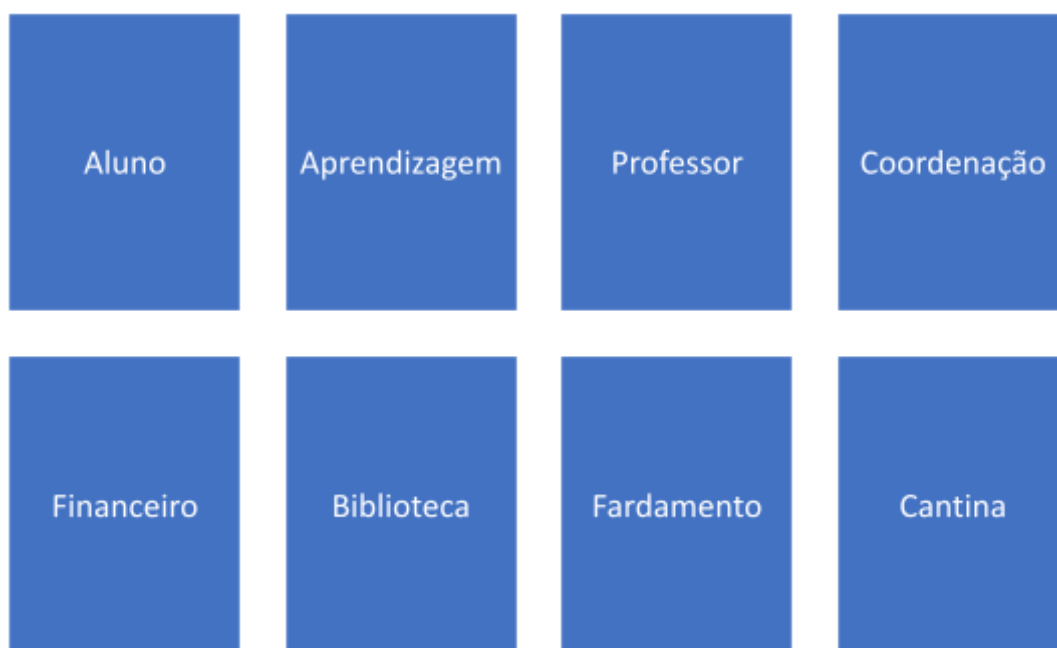 Aluno
Aprendizagem
Professor
Coordenação
Financeiro
Biblioteca
Fardamento
Cantina